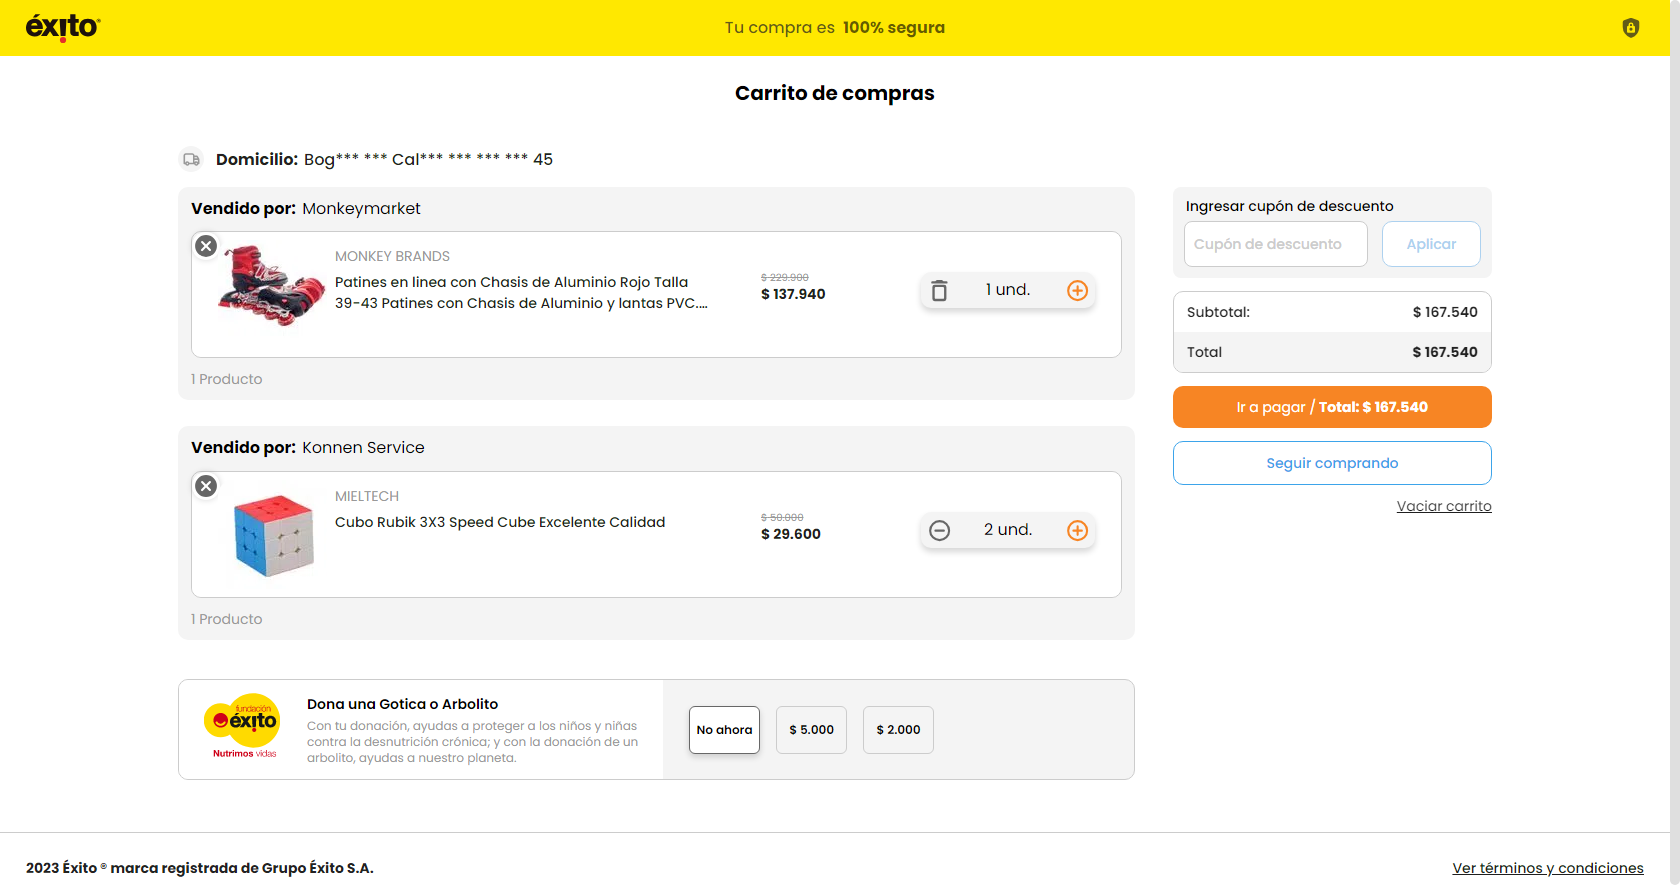 éxito®
Tu compra es 100% segura
Carrito de compras
Domicilio: Bog*** *** Cal*** *** *** *** 45
Vendido por: Monkeymarket
MONKEY BRANDS
Patines en linea con Chasis de Aluminio Rojo Talla
39-43 Patines con Chasis de Aluminio y lantas PVC....
$ 229.900
$ 137.940
1 und.
1 Producto
Vendido por: Konnen Service
MIELTECH
Cubo Rubik 3X3 Speed Cube Excelente Calidad
$ 50.000
$ 29.600
2 und.
1 Producto
Ingresar cupón de descuento
Cupón de descuento
Aplicar
Subtotal: $ 167.540
Total $ 167.540
Ir a pagar / Total: $ 167.540
Seguir comprando
Vaciar carrito
fundación
éxito
Nutrimos vidas
Dona una Gotica o Arbolito
Con tu donación, ayudas a proteger a los niños y niñas
contra la desnutrición crónica; y con la donación de un
arbolito, ayudas a nuestro planeta.
No ahora
$ 5.000
$ 2.000
2023 Éxito ® marca registrada de Grupo Éxito S.A.
Ver términos y condiciones